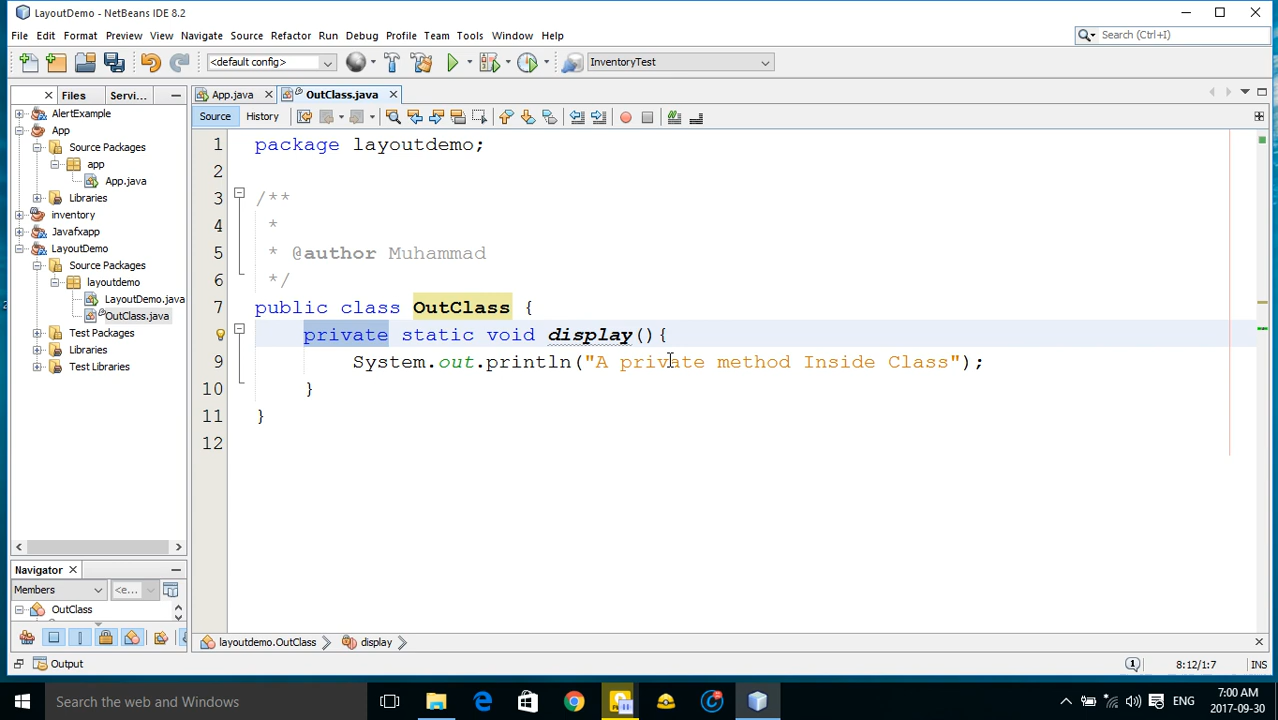 LayoutDemo - NetBeans IDE 8.2
File Edit Format Preview View Navigate Source Refactor Run Debug Profile Team Tools Window Help
Search (Ctrl+I)
<default config>
InventoryTest
Files Servi...
App.java
OutClass.java
Source History
AlertExample
App
Source Packages
app
App.java
Libraries
inventory
Javafxapp
LayoutDemo
Source Packages
layoutdemo
LayoutDemo.java
OutClass.java
Test Packages
Libraries
Test Libraries
1 package layoutdemo;
2
3 /**
4 *
5 * @author Muhammad
6 */
7 public class OutClass {
private static void display(){
9 System.out.println("A private method Inside Class");
10 }
11 }
12
Navigator
Members <e...
OutClass
layoutdemo.OutClass display
Output
1 8:12/1:7 INS
Search the web and Windows
ENG
7:00 AM
2017-09-30